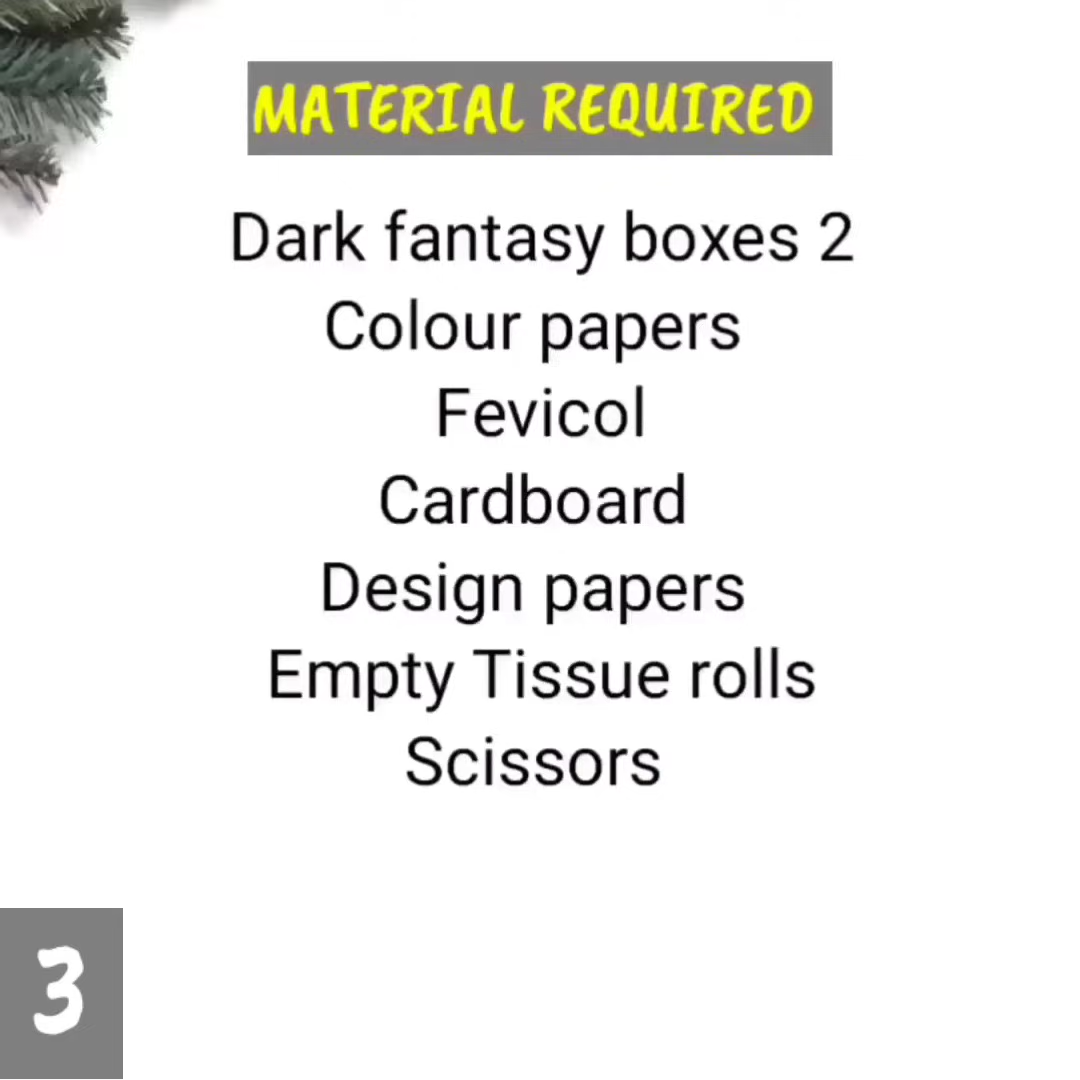 MATERIAL REQUIRED
Dark fantasy boxes 2
Colour papers
Fevicol
Cardboard
Design papers
Empty Tissue rolls
Scissors
3